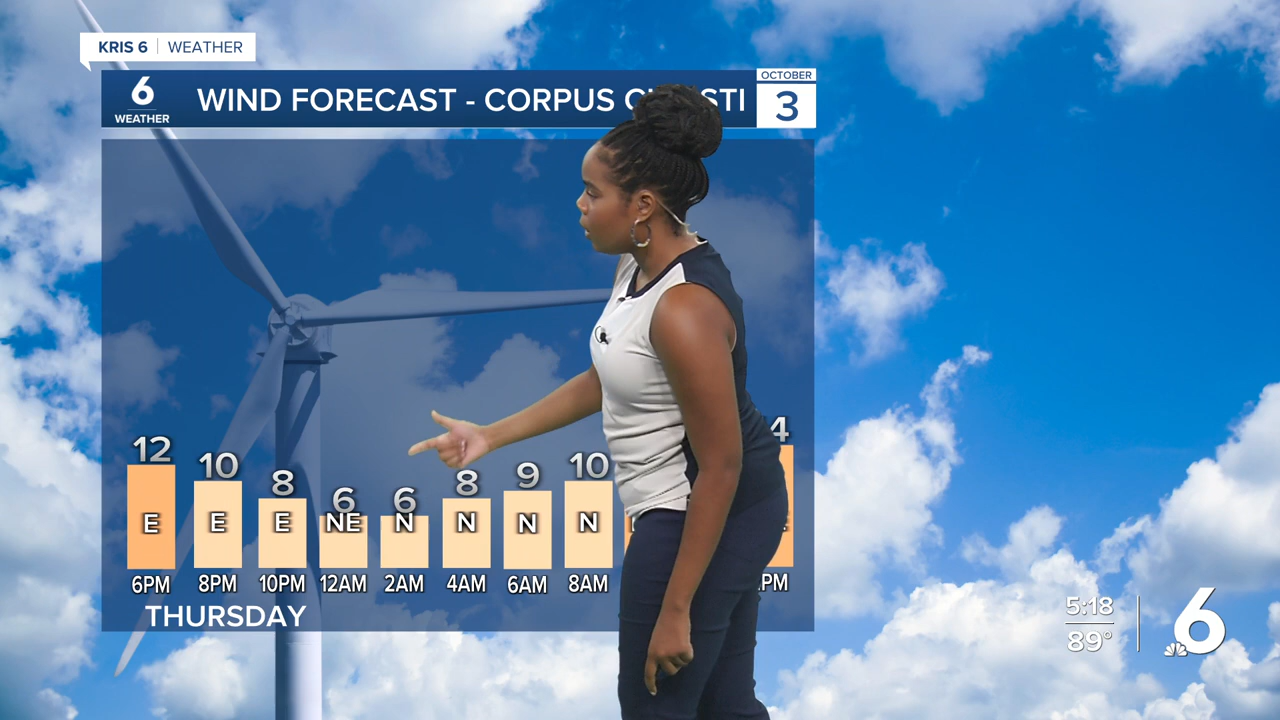 KRIS 6 | WEATHER
6
WEATHER
WIND FORECAST - CORPUS
OCTOBER
3
12 10 8 6 6 8 9 10
E E E NE N N N N
6PM 8PM 10PM 12AM 2AM 4AM 6AM 8AM
THURSDAY
5:18
89°
6